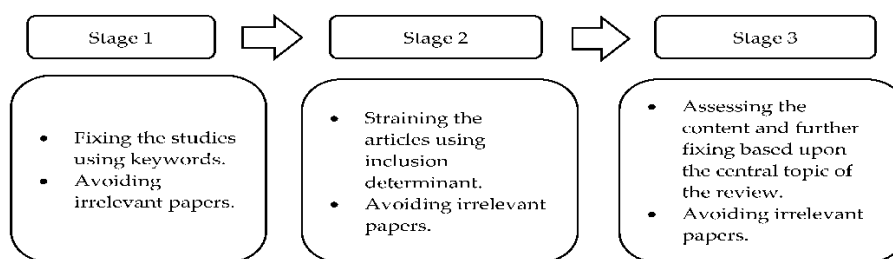 Stage 1
Stage 2
Stage 3
• Fixing the studies
using keywords.
• Avoiding
irrelevant papers.
• Straining the
articles using
inclusion
determinant.
• Avoiding irrelevant
papers.
• Assessing the
content and further
fixing based upon
the central topic of
the review.
• Avoiding irrelevant
papers.